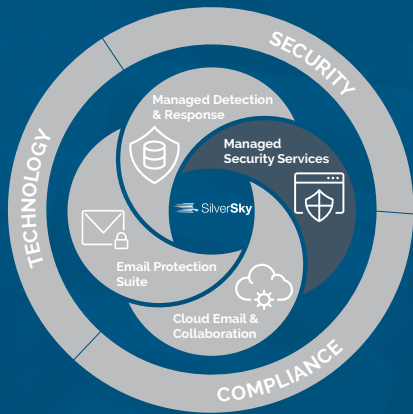 SECURITY
Managed Detection
& Response
Managed
Security Services
TECHNOLOGY
SilverSky
Email Protection
Suite
Cloud Email &
Collaboration
COMPLIANCE